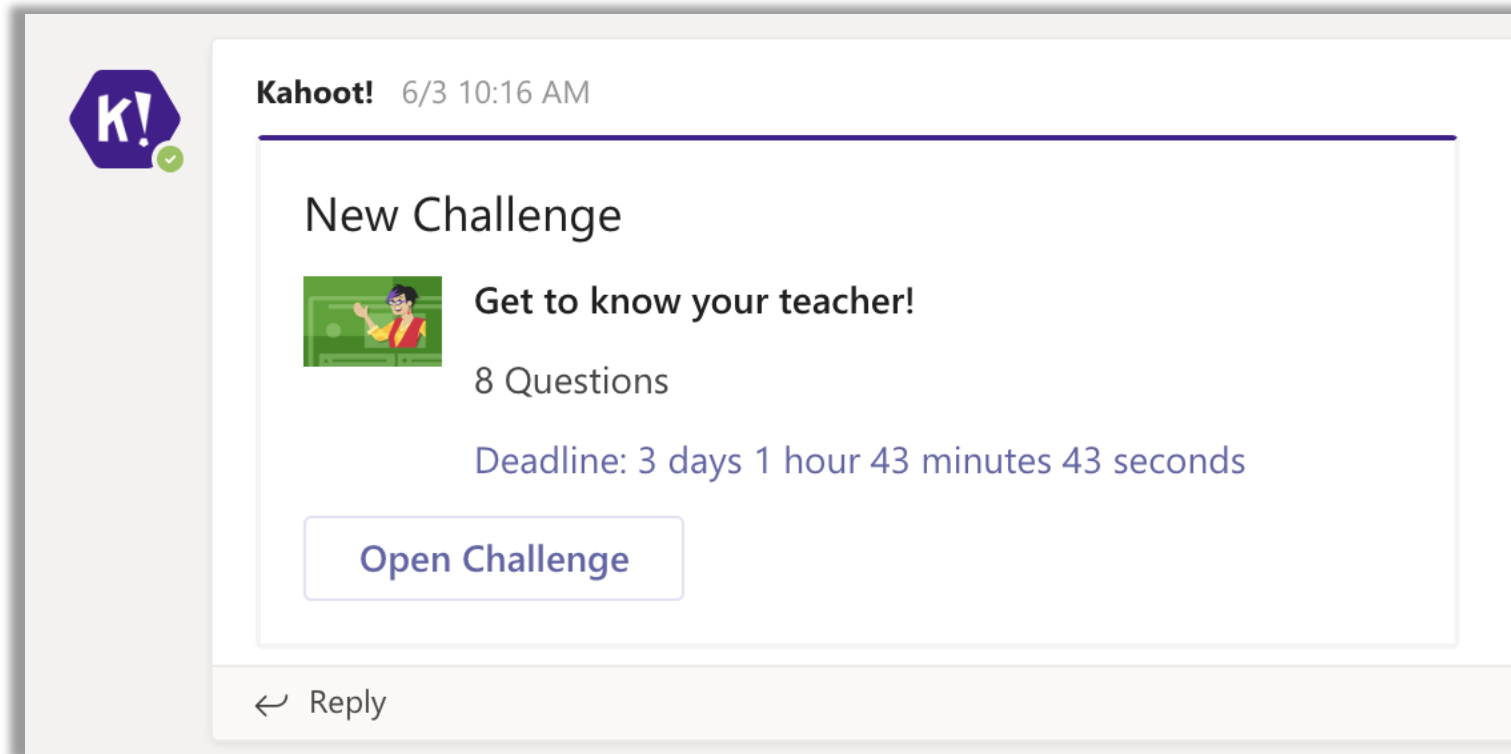 K!
Kahoot! 6/3 10:16 AM
New Challenge
Get to know your teacher!
8 Questions
Deadline: 3 days 1 hour 43 minutes 43 seconds
Open Challenge
Reply